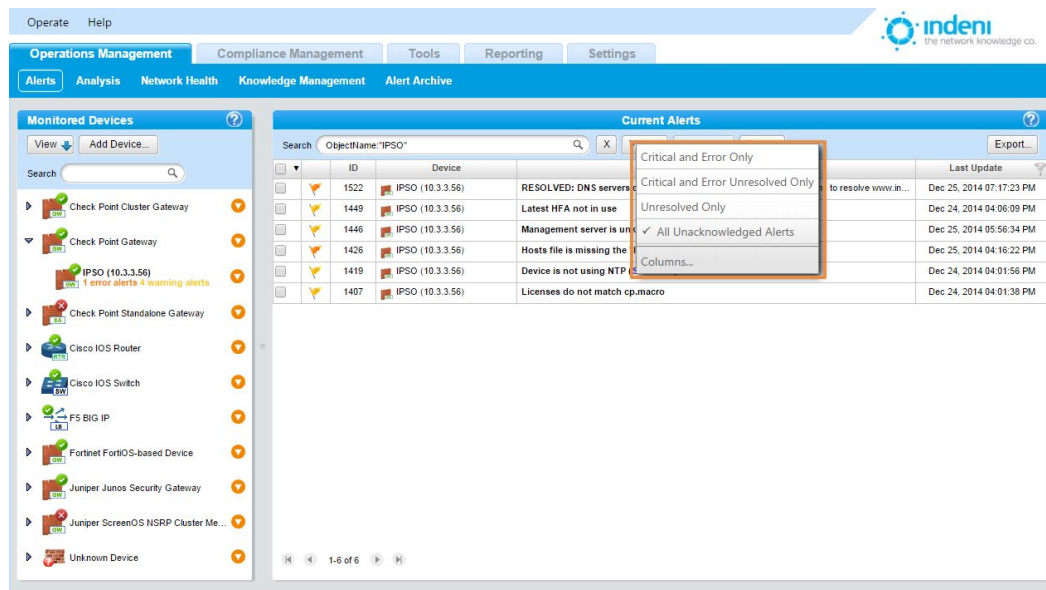 Operate Help
indeni
the network knowledge co.
Operations Management Compliance Management Tools Reporting Settings
Alerts Analysis Network Health Knowledge Management Alert Archive
Monitored Devices ?
View Add Device...
Search
Check Point Cluster Gateway
GW
Check Point Gateway
GW
IPSO (10.3.3.56)
1 error alerts 4 warning alerts
GW
Check Point Standalone Gateway
SA
Cisco IOS Router
RTR
Cisco IOS Switch
SW
F5 BIG IP
LB
Fortinet FortiOS-based Device
GW
Juniper Junos Security Gateway
GW
Juniper ScreenOS NSRP Cluster Me...
GW
Unknown Device
?
Current Alerts ?
Search ObjectName:"IPSO" X Export...
ID Device Last Update
1522 IPSO (10.3.3.56) RESOLVED: DNS servers to resolve www.in... Dec 25, 2014 07:17:23 PM
1449 IPSO (10.3.3.56) Latest HFA not in use Dec 24, 2014 04:06:09 PM
1446 IPSO (10.3.3.56) Management server is Dec 24, 2014 05:56:34 PM
1426 IPSO (10.3.3.56) Hosts file is missing the Dec 24, 2014 04:16:22 PM
1419 IPSO (10.3.3.56) Device is not using NTP Dec 24, 2014 04:01:56 PM
1407 IPSO (10.3.3.56) Licenses do not match cp.macro Dec 24, 2014 04:01:38 PM
Critical and Error Only
Critical and Error Unresolved Only
Unresolved Only
✓ All Unacknowledged Alerts
Columns...
1-6 of 6